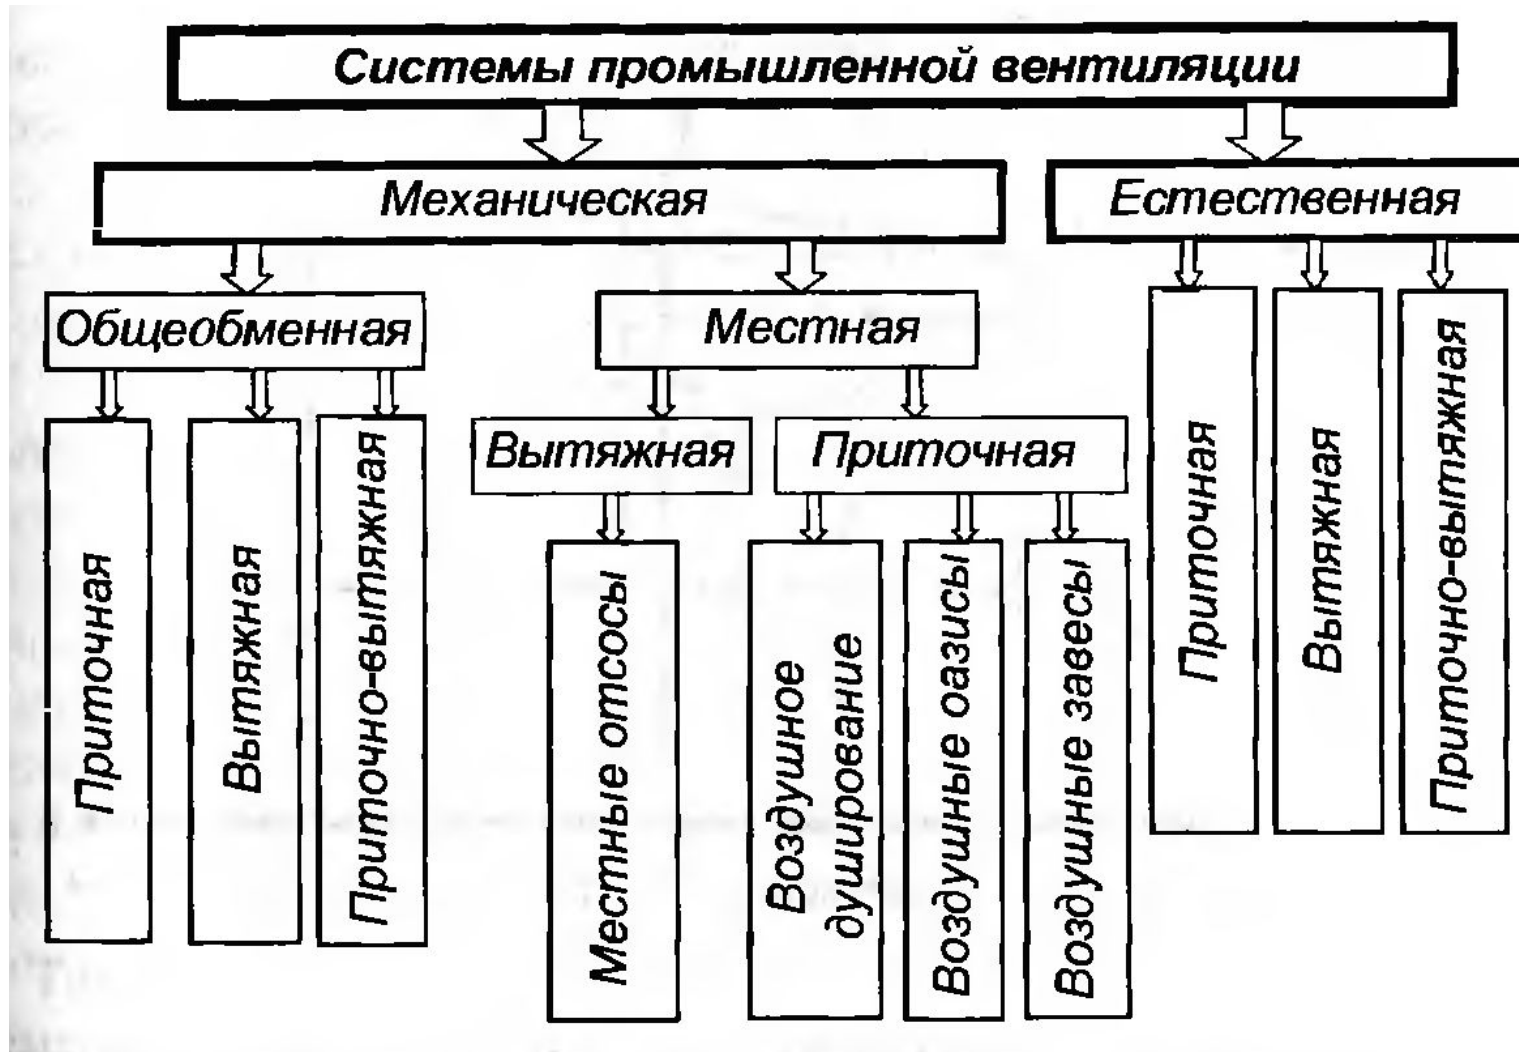 Системы промышленной вентиляции
Механическая
Естественная
Общеобменная
Местная
Приточная
Вытяжная
Приточно-вытяжная
Вытяжная
Приточная
Местные отсосы
Воздушное
душирование
Воздушные оазисы
Воздушные завесы
Приточная
Вытяжная
Приточно-вытяжная